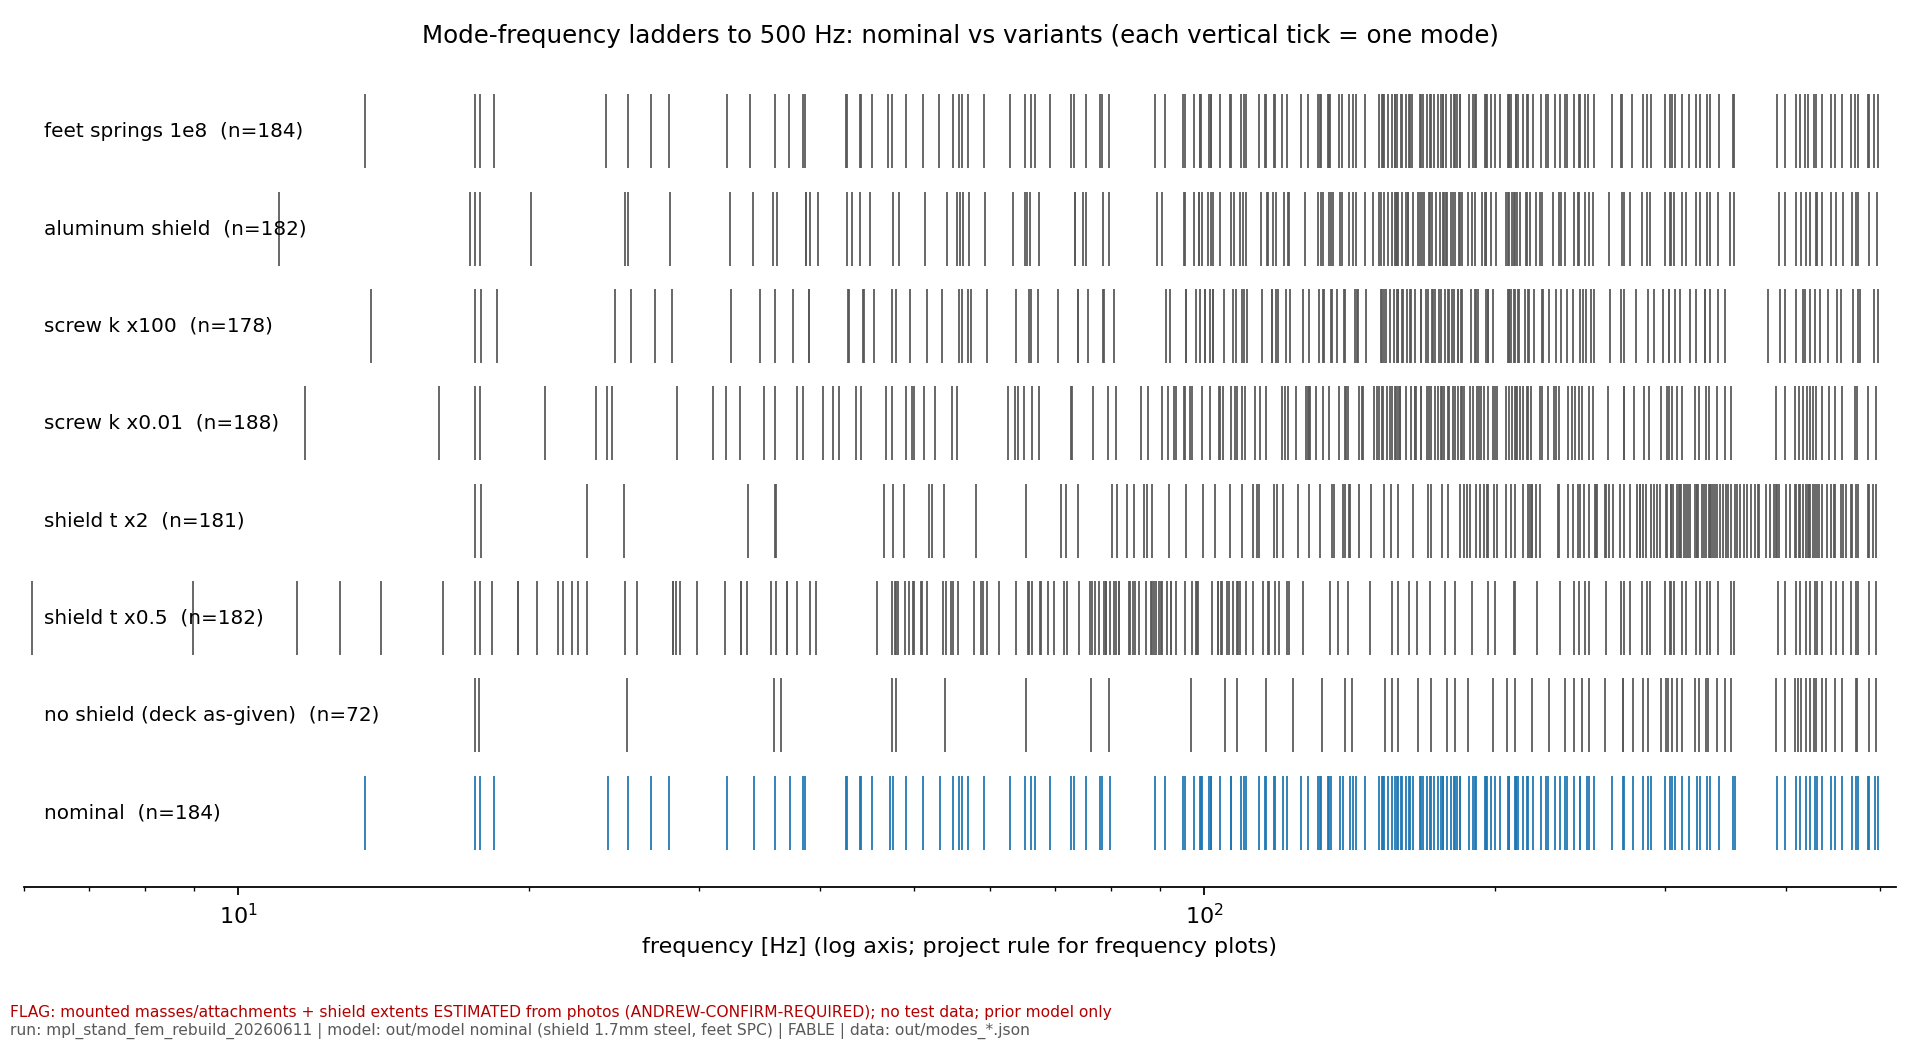 Mode-frequency ladders to 500 Hz: nominal vs variants (each vertical tick = one mode)
feet springs 1e8  (n=184)
aluminum shield  (n=182)
screw k x100  (n=178)
screw k x0.01  (n=188)
shield t x2  (n=181)
shield t x0.5  (n=182)
no shield (deck as-given)  (n=72)
nominal  (n=184)
10¹ 10²
frequency [Hz] (log axis; project rule for frequency plots)
FLAG: mounted masses/attachments + shield extents ESTIMATED from photos (ANDREW-CONFIRM-REQUIRED); no test data; prior model only
run: mpl_stand_fem_rebuild_20260611 | model: out/model nominal (shield 1.7mm steel, feet SPC) | FABLE | data: out/modes_*.json